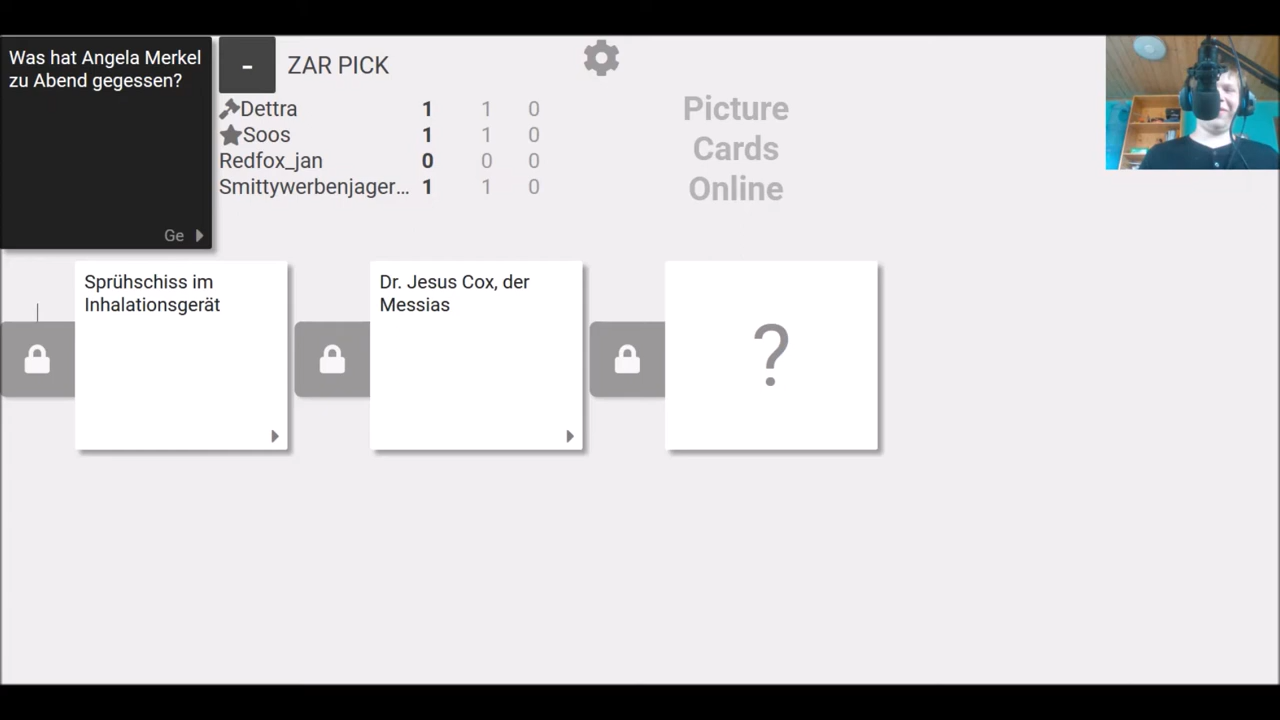 Was hat Angela Merkel
zu Abend gegessen?
Ge
-
ZAR PICK
Dettra 1 1 0
Soos 1 1 0
Redfox_jan 0 0 0
Smittywerbenjager... 1 1 0
Picture
Cards
Online
Sprühschiss im
Inhalationsgerät
Dr. Jesus Cox, der
Messias
?